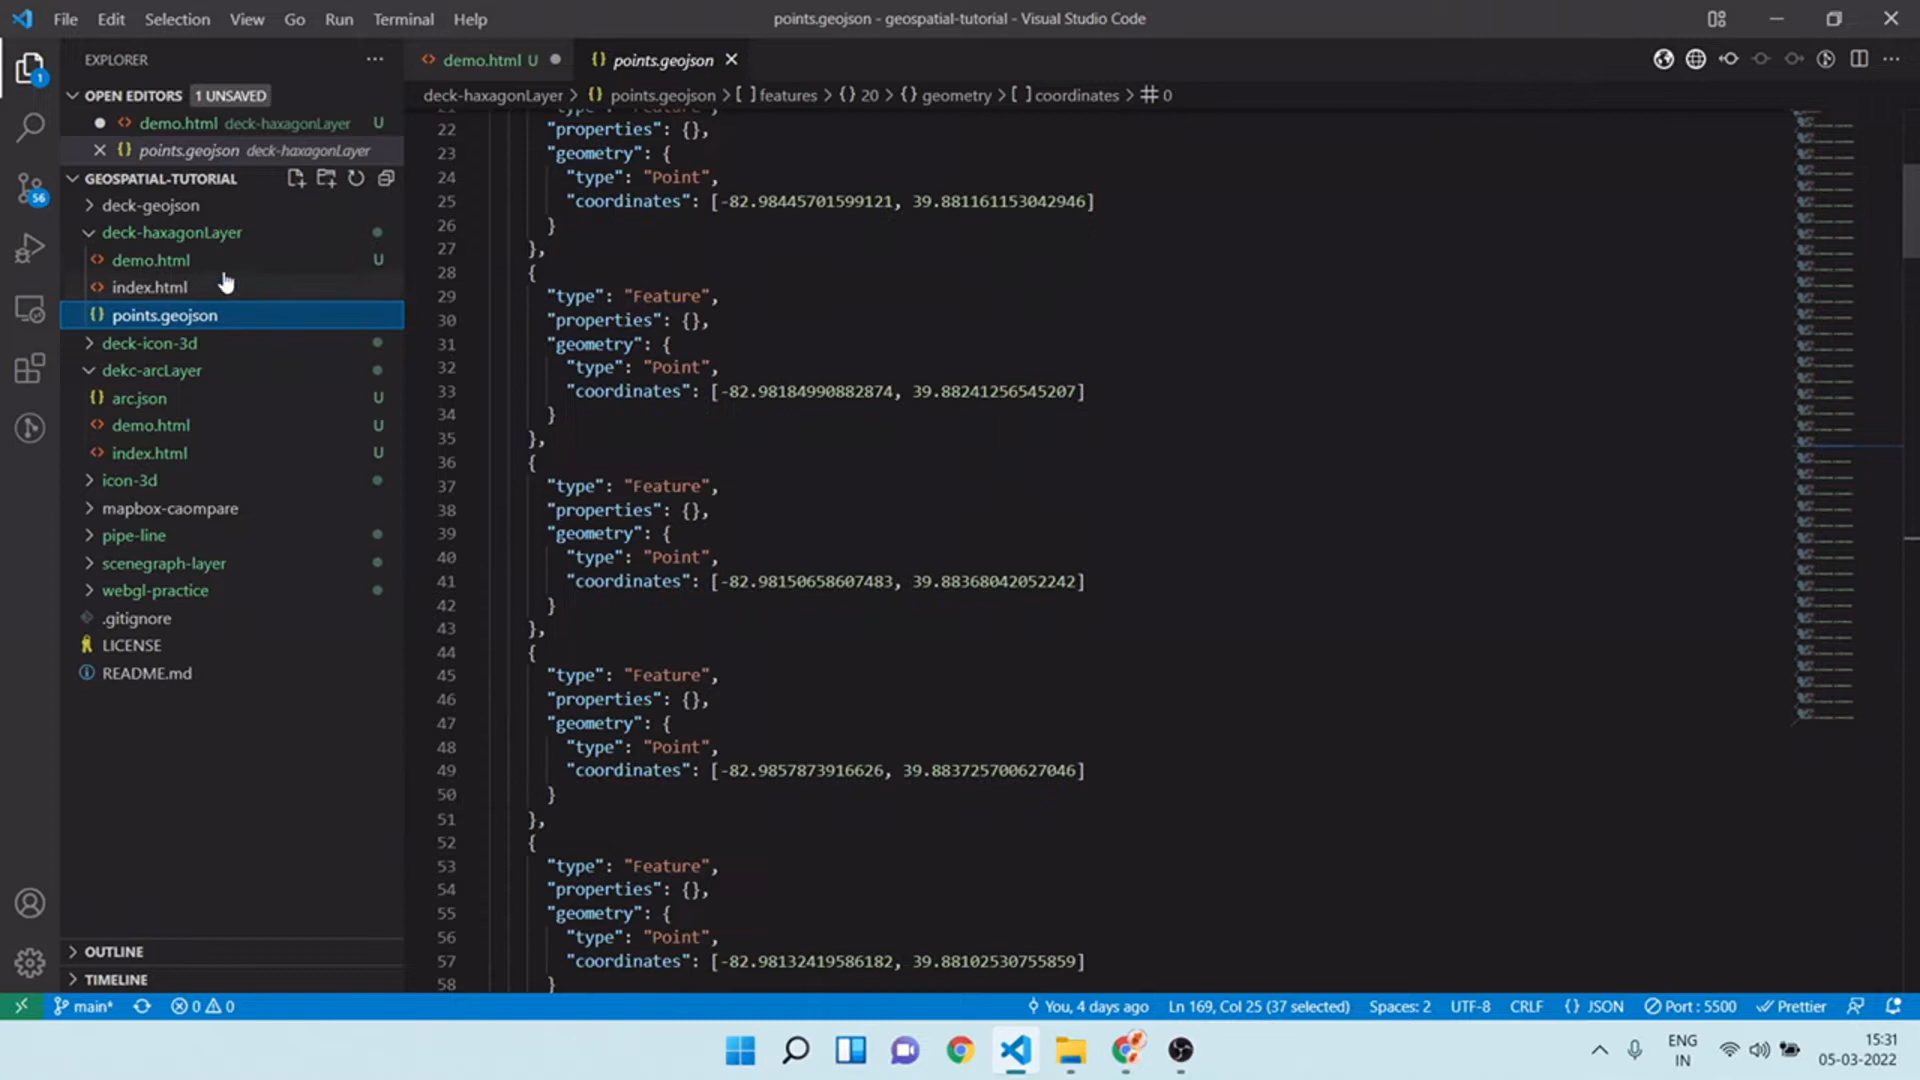 File Edit Selection View Go Run Terminal Help
points.geojson - geospatial-tutorial - Visual Studio Code
EXPLORER
demo.html U
points.geojson
OPEN EDITORS 1 UNSAVED
deck-haxagonLayer > points.geojson > [ ] features > {} 20 > {} geometry > [ ] coordinates > # 0
demo.html deck-haxagonLayer U
points.geojson deck-haxagonLayer
GEOSPATIAL-TUTORIAL
deck-geojson
deck-haxagonLayer
demo.html U
index.html
points.geojson
deck-icon-3d
dekc-arcLayer
arc.json U
demo.html U
index.html U
icon-3d
mapbox-caompare
pipe-line
scenegraph-layer
webgl-practice
.gitignore
LICENSE
README.md
OUTLINE
TIMELINE
1
56
22 "properties": {},
23 "geometry": {
24 "type": "Point",
25 "coordinates": [-82.98445701599121, 39.881161153042946]
26 }
27 },
28 {
29 "type": "Feature",
30 "properties": {},
31 "geometry": {
32 "type": "Point",
33 "coordinates": [-82.98184990882874, 39.88241256545207]
34 }
35 },
36 {
37 "type": "Feature",
38 "properties": {},
39 "geometry": {
40 "type": "Point",
41 "coordinates": [-82.98150658607483, 39.88368042052242]
42 }
43 },
44 {
45 "type": "Feature",
46 "properties": {},
47 "geometry": {
48 "type": "Point",
49 "coordinates": [-82.9857873916626, 39.883725700627046]
50 }
51 },
52 {
53 "type": "Feature",
54 "properties": {},
55 "geometry": {
56 "type": "Point",
57 "coordinates": [-82.98132419586182, 39.88102530755859]
58 }
main* 0 0 You, 4 days ago Ln 169, Col 25 (37 selected) Spaces: 2 UTF-8 CRLF {} JSON Port : 5500 Prettier
ENG
IN
15:31
05-03-2022